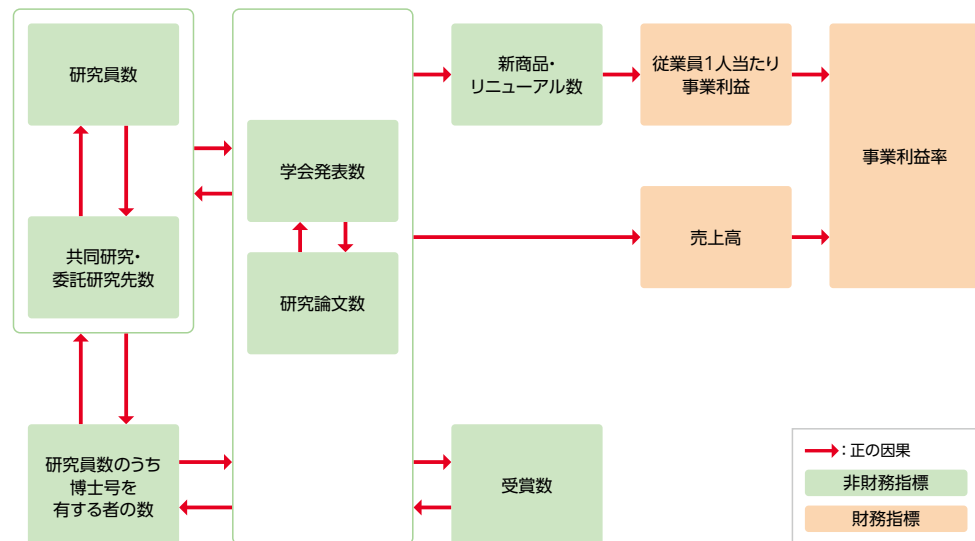 研究員数
共同研究・
委託研究先数
研究員数のうち
博士号を
有する者の数
学会発表数
研究論文数
新商品・
リニューアル数
従業員1人当たり
事業利益
事業利益率
売上高
受賞数
：正の因果
非財務指標
財務指標